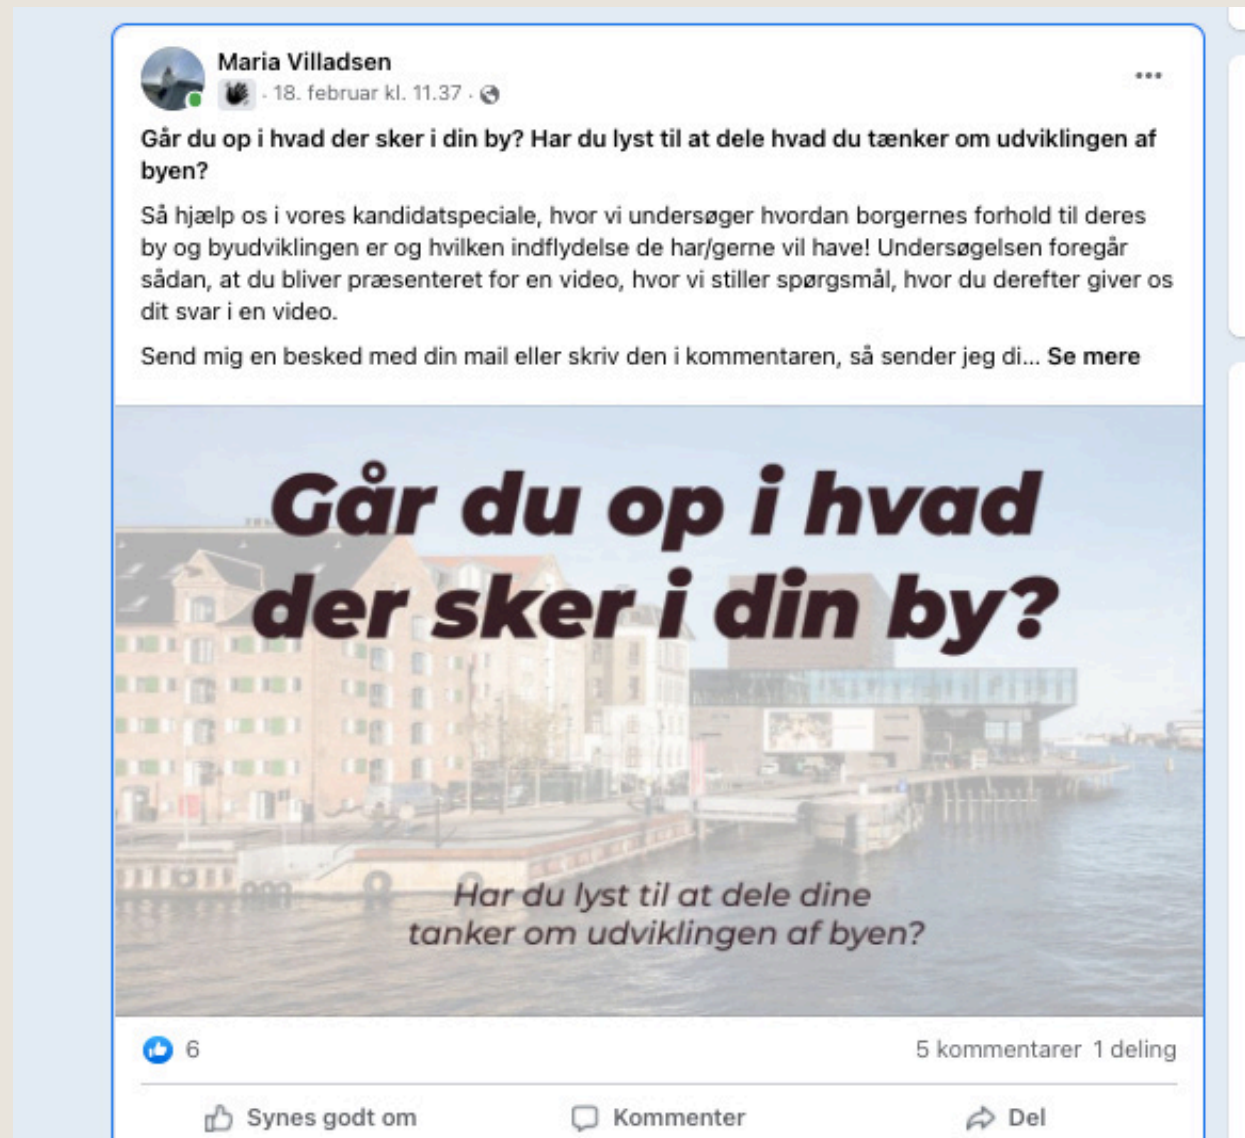 Maria Villadsen
· 18. februar kl. 11.37 ·
Går du op i hvad der sker i din by? Har du lyst til at dele hvad du tænker om udviklingen af
byen?
Så hjælp os i vores kandidatspeciale, hvor vi undersøger hvordan borgernes forhold til deres
by og byudviklingen er og hvilken indflydelse de har/gerne vil have! Undersøgelsen foregår
sådan, at du bliver præsenteret for en video, hvor vi stiller spørgsmål, hvor du derefter giver os
dit svar i en video.
Send mig en besked med din mail eller skriv den i kommentaren, så sender jeg di... Se mere
Går du op i hvad
der sker i din by?
Har du lyst til at dele dine
tanker om udviklingen af byen?
6
5 kommentarer 1 deling
Synes godt om
Kommenter
Del